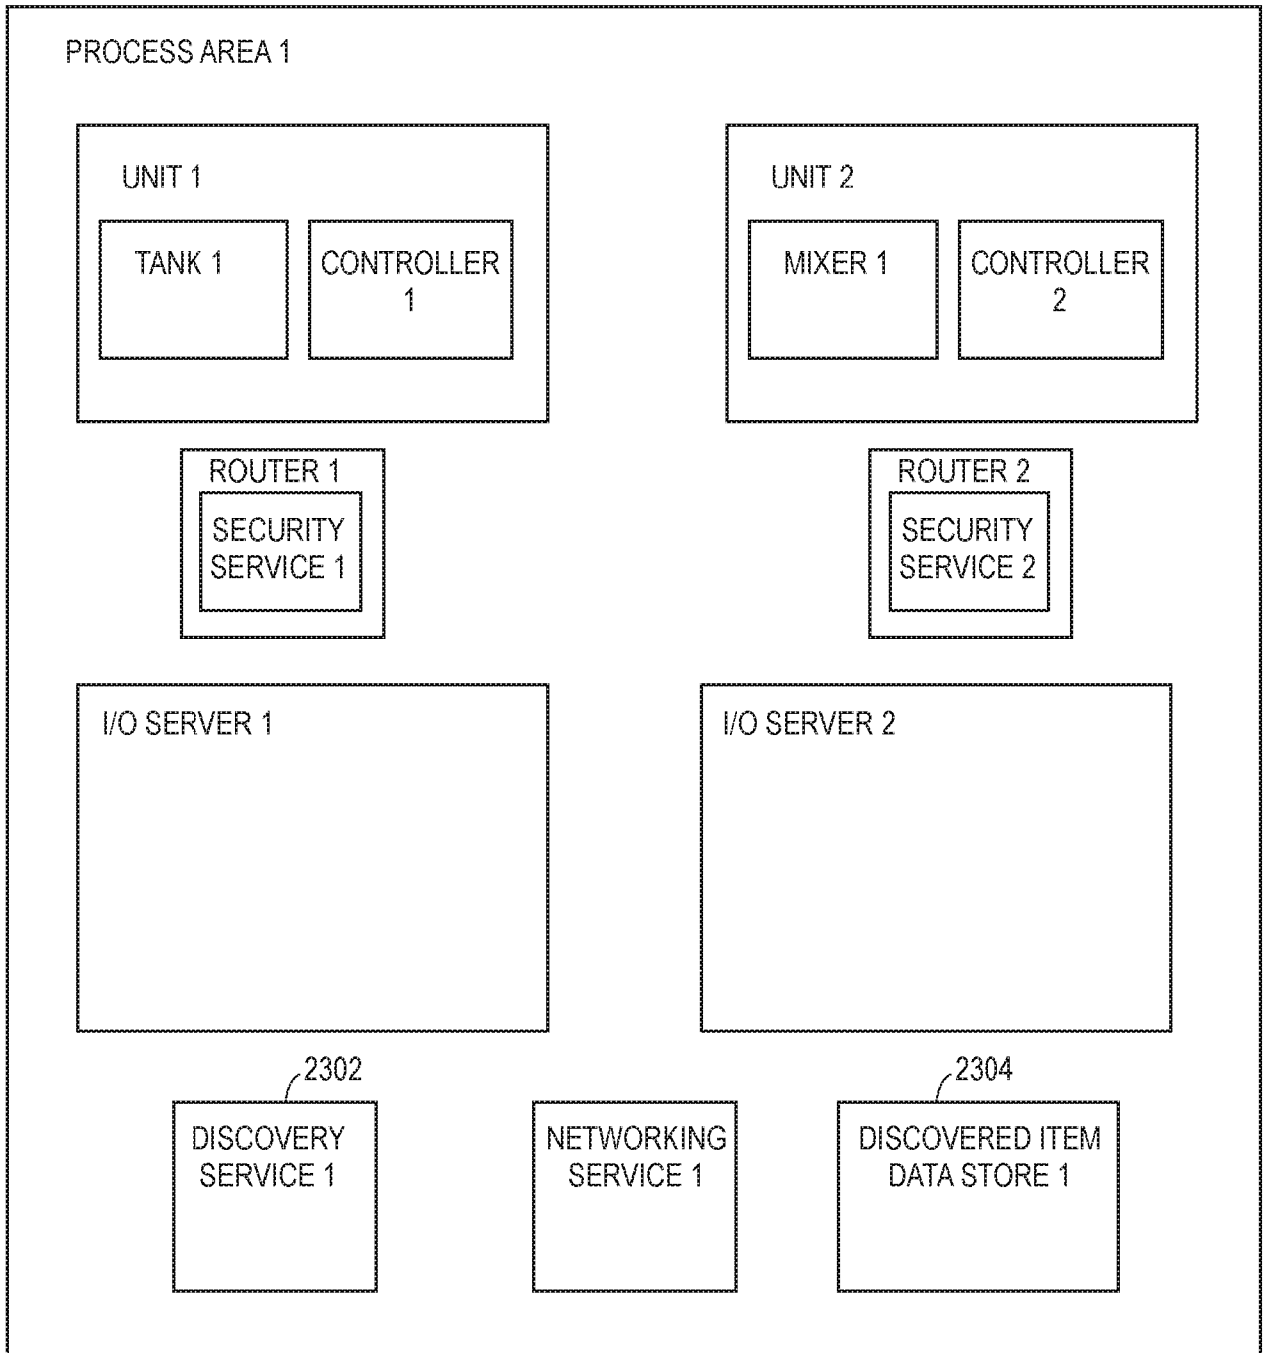 PROCESS AREA 1
UNIT 1
TANK 1
CONTROLLER
1
UNIT 2
MIXER 1
CONTROLLER
2
ROUTER 1
SECURITY
SERVICE 1
ROUTER 2
SECURITY
SERVICE 2
I/O SERVER 1
I/O SERVER 2
2302
DISCOVERY
SERVICE 1
NETWORKING
SERVICE 1
2304
DISCOVERED ITEM
DATA STORE 1